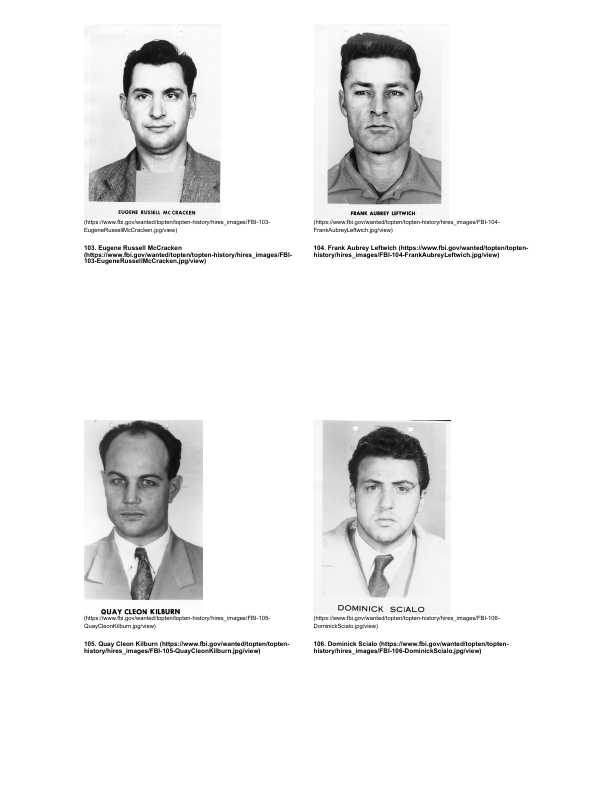 EUGENE RUSSELL MC CRACKEN
(https://www.fbi.gov/wanted/topten/topten-history/hires_images/FBI-103-
EugeneRussellMcCracken.jpg/view)
103. Eugene Russell McCracken
(https://www.fbi.gov/wanted/topten/topten-history/hires_images/FBI-
103-EugeneRussellMcCracken.jpg/view)
FRANK AUBREY LEFTWICH
(https://www.fbi.gov/wanted/topten/topten-history/hires_images/FBI-104-
FrankAubreyLeftwich.jpg/view)
104. Frank Aubrey Leftwich (https://www.fbi.gov/wanted/topten/topten-
history/hires_images/FBI-104-FrankAubreyLeftwich.jpg/view)
QUAY CLEON KILBURN
(https://www.fbi.gov/wanted/topten/topten-history/hires_images/FBI-105-
QuayCleonKilburn.jpg/view)
105. Quay Cleon Kilburn (https://www.fbi.gov/wanted/topten/topten-
history/hires_images/FBI-105-QuayCleonKilburn.jpg/view)
DOMINICK SCIALO
(https://www.fbi.gov/wanted/topten/topten-history/hires_images/FBI-106-
DominickScialo.jpg/view)
106. Dominick Scialo (https://www.fbi.gov/wanted/topten/topten-
history/hires_images/FBI-106-DominickScialo.jpg/view)